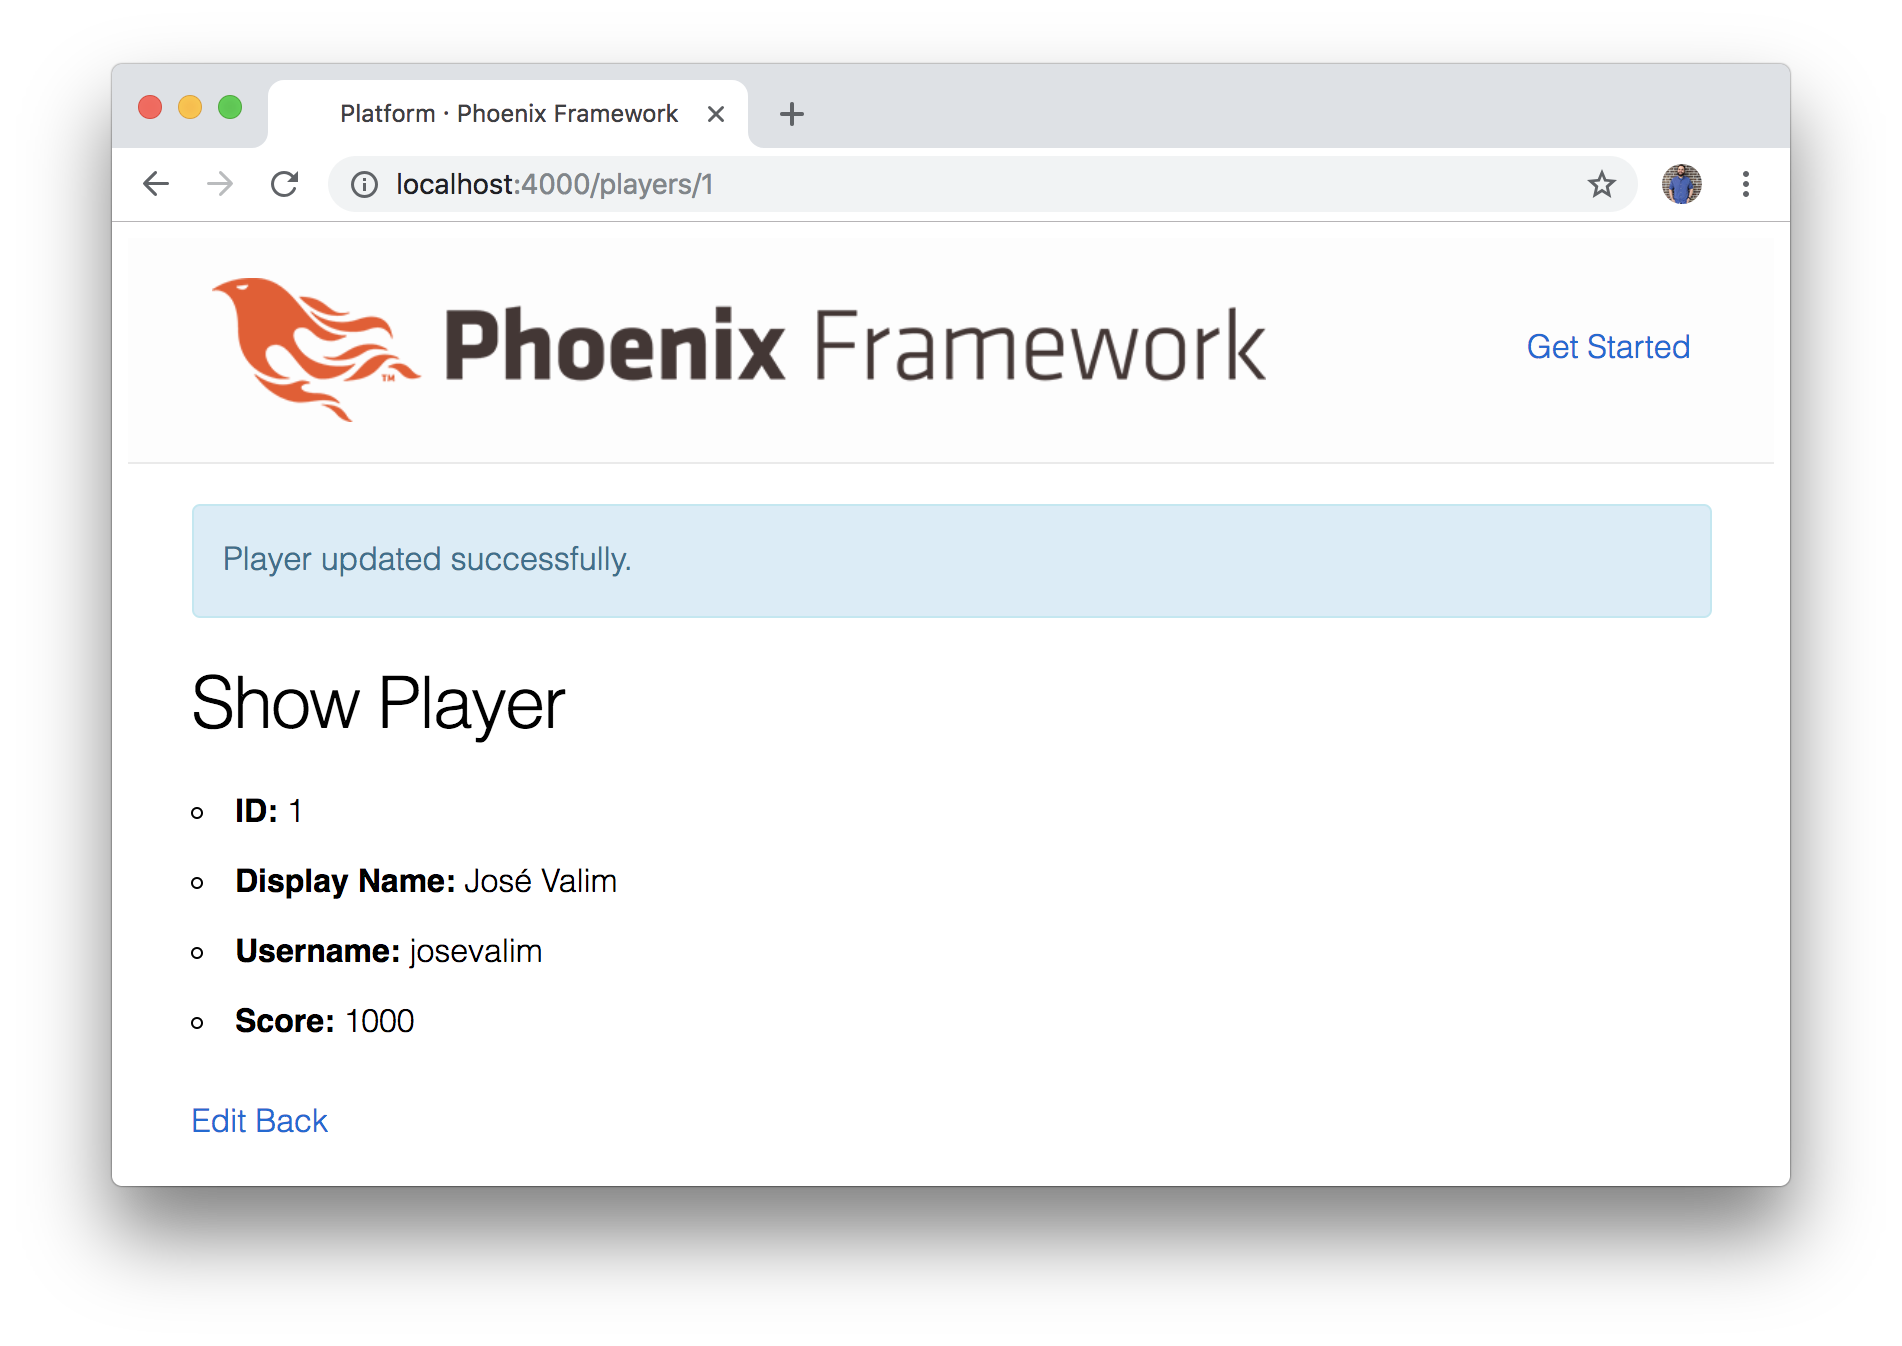 Platform · Phoenix Framework
localhost:4000/players/1
Phoenix Framework
TM
Get Started
Player updated successfully.
Show Player
ID: 1
Display Name: José Valim
Username: josevalim
Score: 1000
Edit Back